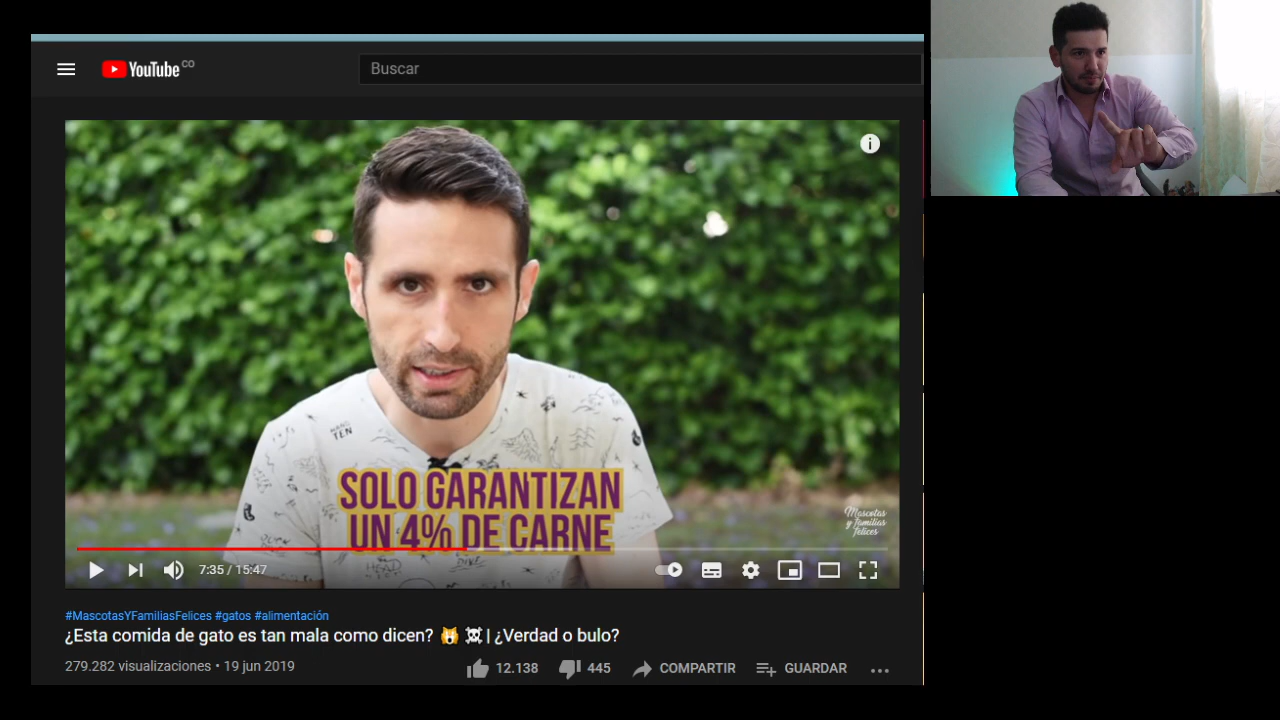 YouTube CO
Buscar
HANG
TEN
SOLO GARANTIZAN
UN 4% DE CARNE
Mascotas
y familias
felices
7:35 / 15:47
#MascotasYFamiliasFelices #gatos #alimentación
¿Esta comida de gato es tan mala como dicen? 🙀 ☠ | ¿Verdad o bulo?
279.282 visualizaciones • 19 jun 2019
12.138
445
COMPARTIR
GUARDAR